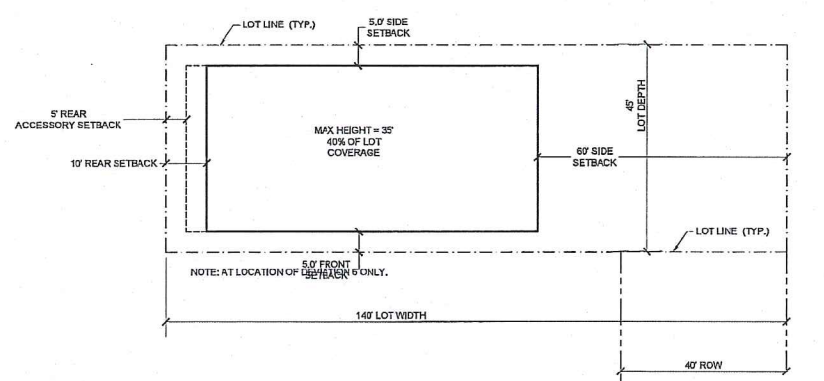 LOT LINE (TYP.)
5.0' SIDE
SETBACK
5' REAR
ACCESSORY SETBACK
MAX HEIGHT = 35'
40% OF LOT
COVERAGE
45'
LOT DEPTH
10' REAR SETBACK
60' SIDE
SETBACK
LOT LINE (TYP.)
5.0' FRONT
SETBACK
NOTE: AT LOCATION OF DEVIATION 6 ONLY.
140' LOT WIDTH
40' ROW